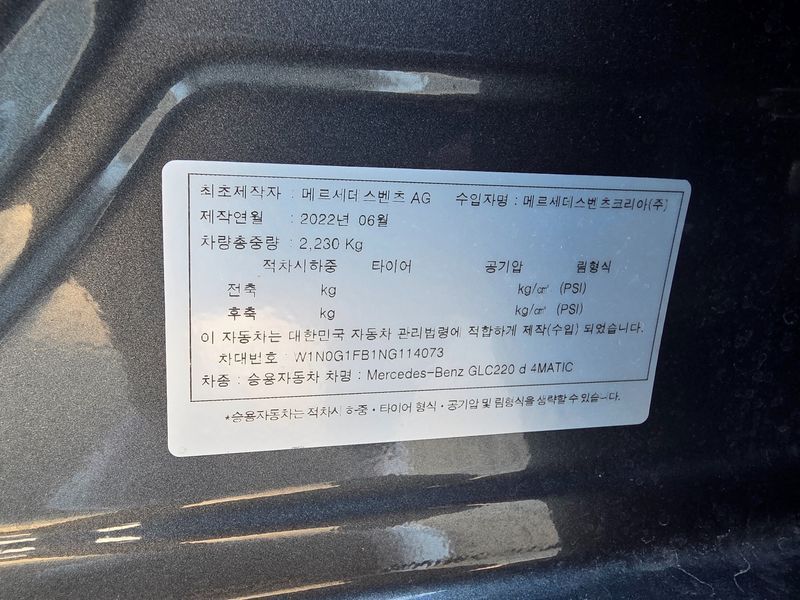 최초제작자 : 메르세데스벤츠 AG 수입자명 : 메르세데스벤츠코리아(주)
제작연월 : 2022년 06월
차량총중량 : 2,230 Kg
적차시하중 타이어 공기압 림형식
전축 kg kg/㎠ (PSI)
후축 kg kg/㎠ (PSI)
이 자동차는 대한민국 자동차 관리법령에 적합하게 제작(수입) 되었습니다.
차대번호 : W1N0G1FB1NG114073
차종 : 승용자동차 차명 : Mercedes-Benz GLC220 d 4MATIC
*승용자동차는 적차시 하중・타이어 형식・공기압 및 림형식을 생략할 수 있습니다.